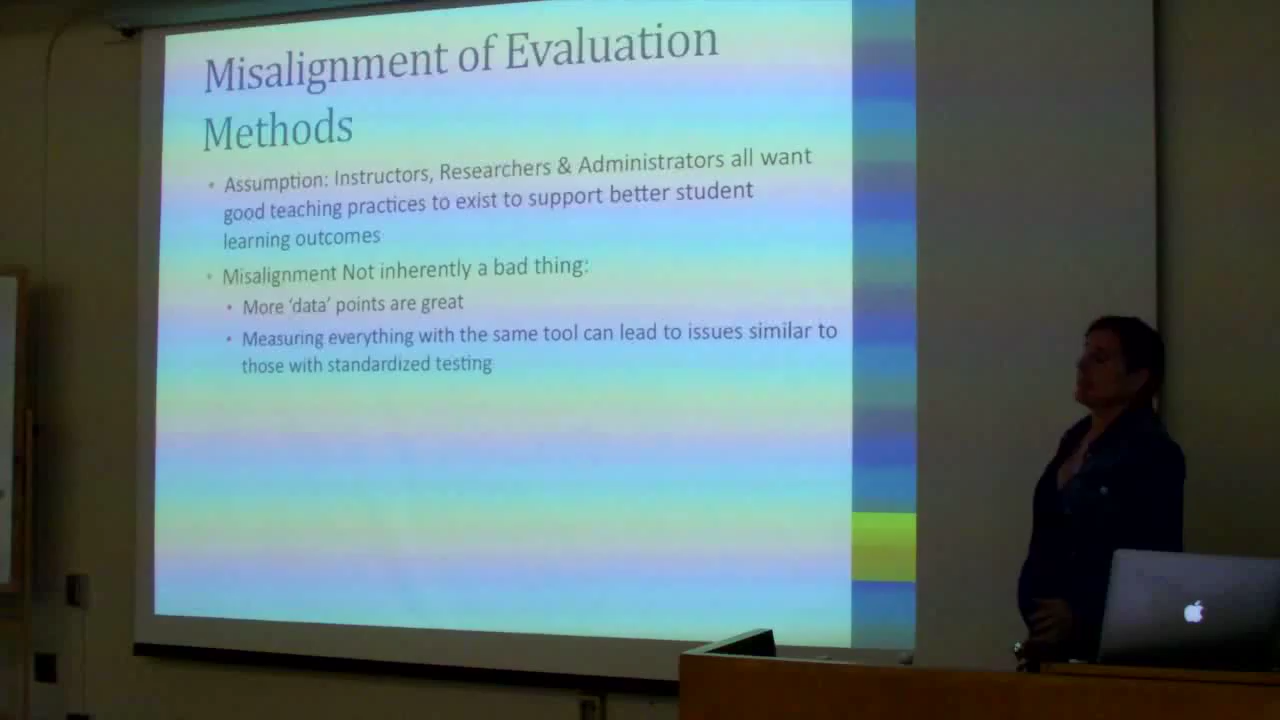 Misalignment of Evaluation
Methods
• Assumption: Instructors, Researchers & Administrators all want
good teaching practices to exist to support better student
learning outcomes
• Misalignment Not inherently a bad thing:
• More ‘data’ points are great
• Measuring everything with the same tool can lead to issues similar to
those with standardized testing